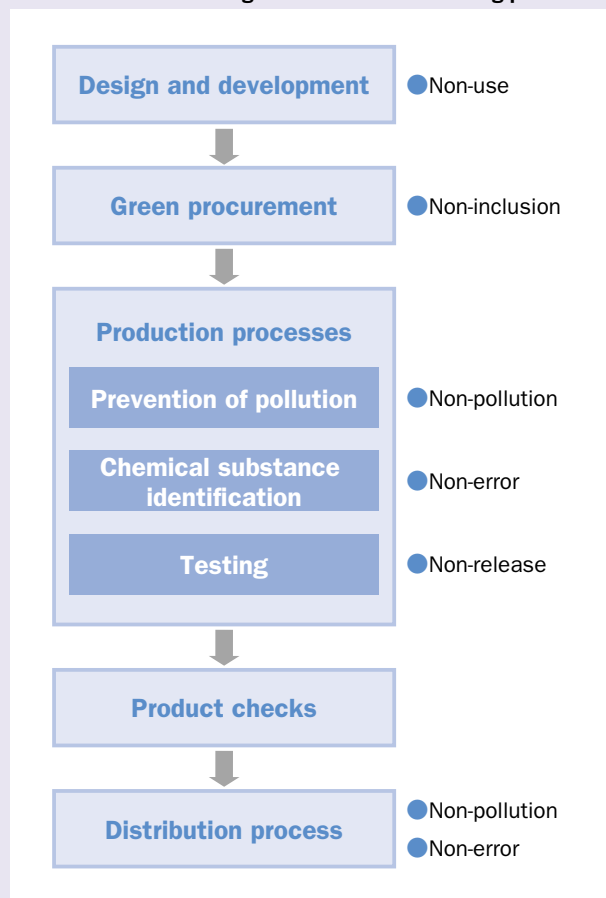 Design and development
●Non-use
Green procurement
●Non-inclusion
Production processes
Prevention of pollution
●Non-pollution
Chemical substance
identification
●Non-error
Testing
●Non-release
Product checks
Distribution process
●Non-pollution
●Non-error